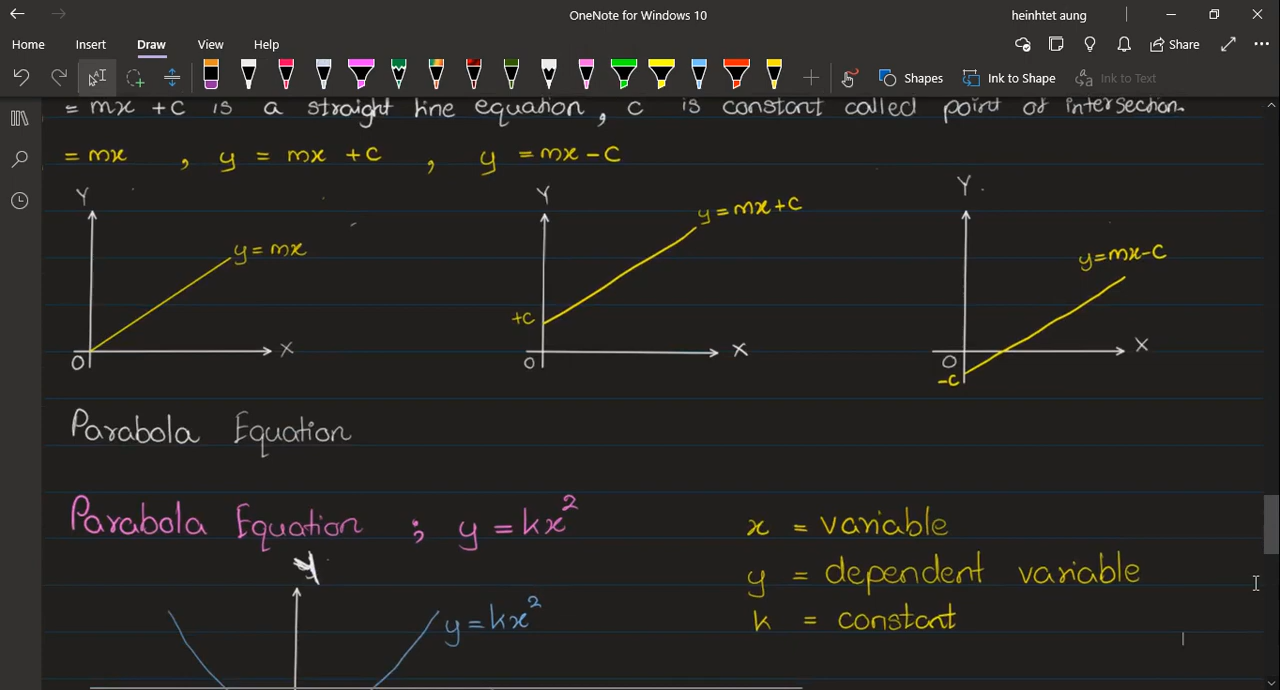 OneNote for Windows 10
heinhtet aung
Home Insert Draw View Help
Share
Shapes Ink to Shape Ink to Text
= mx + c is a straight line equation, c is constant called point of intersection.
= mx , y = mx + c , y = mx - c
Y Y Y
y = mx y = mx + c y = mx - c
+c
O X O X O X
-c
Parabola Equation
Parabola Equation ; y = kx²
x = variable
y = dependent variable
k = constant
Y
y = kx²